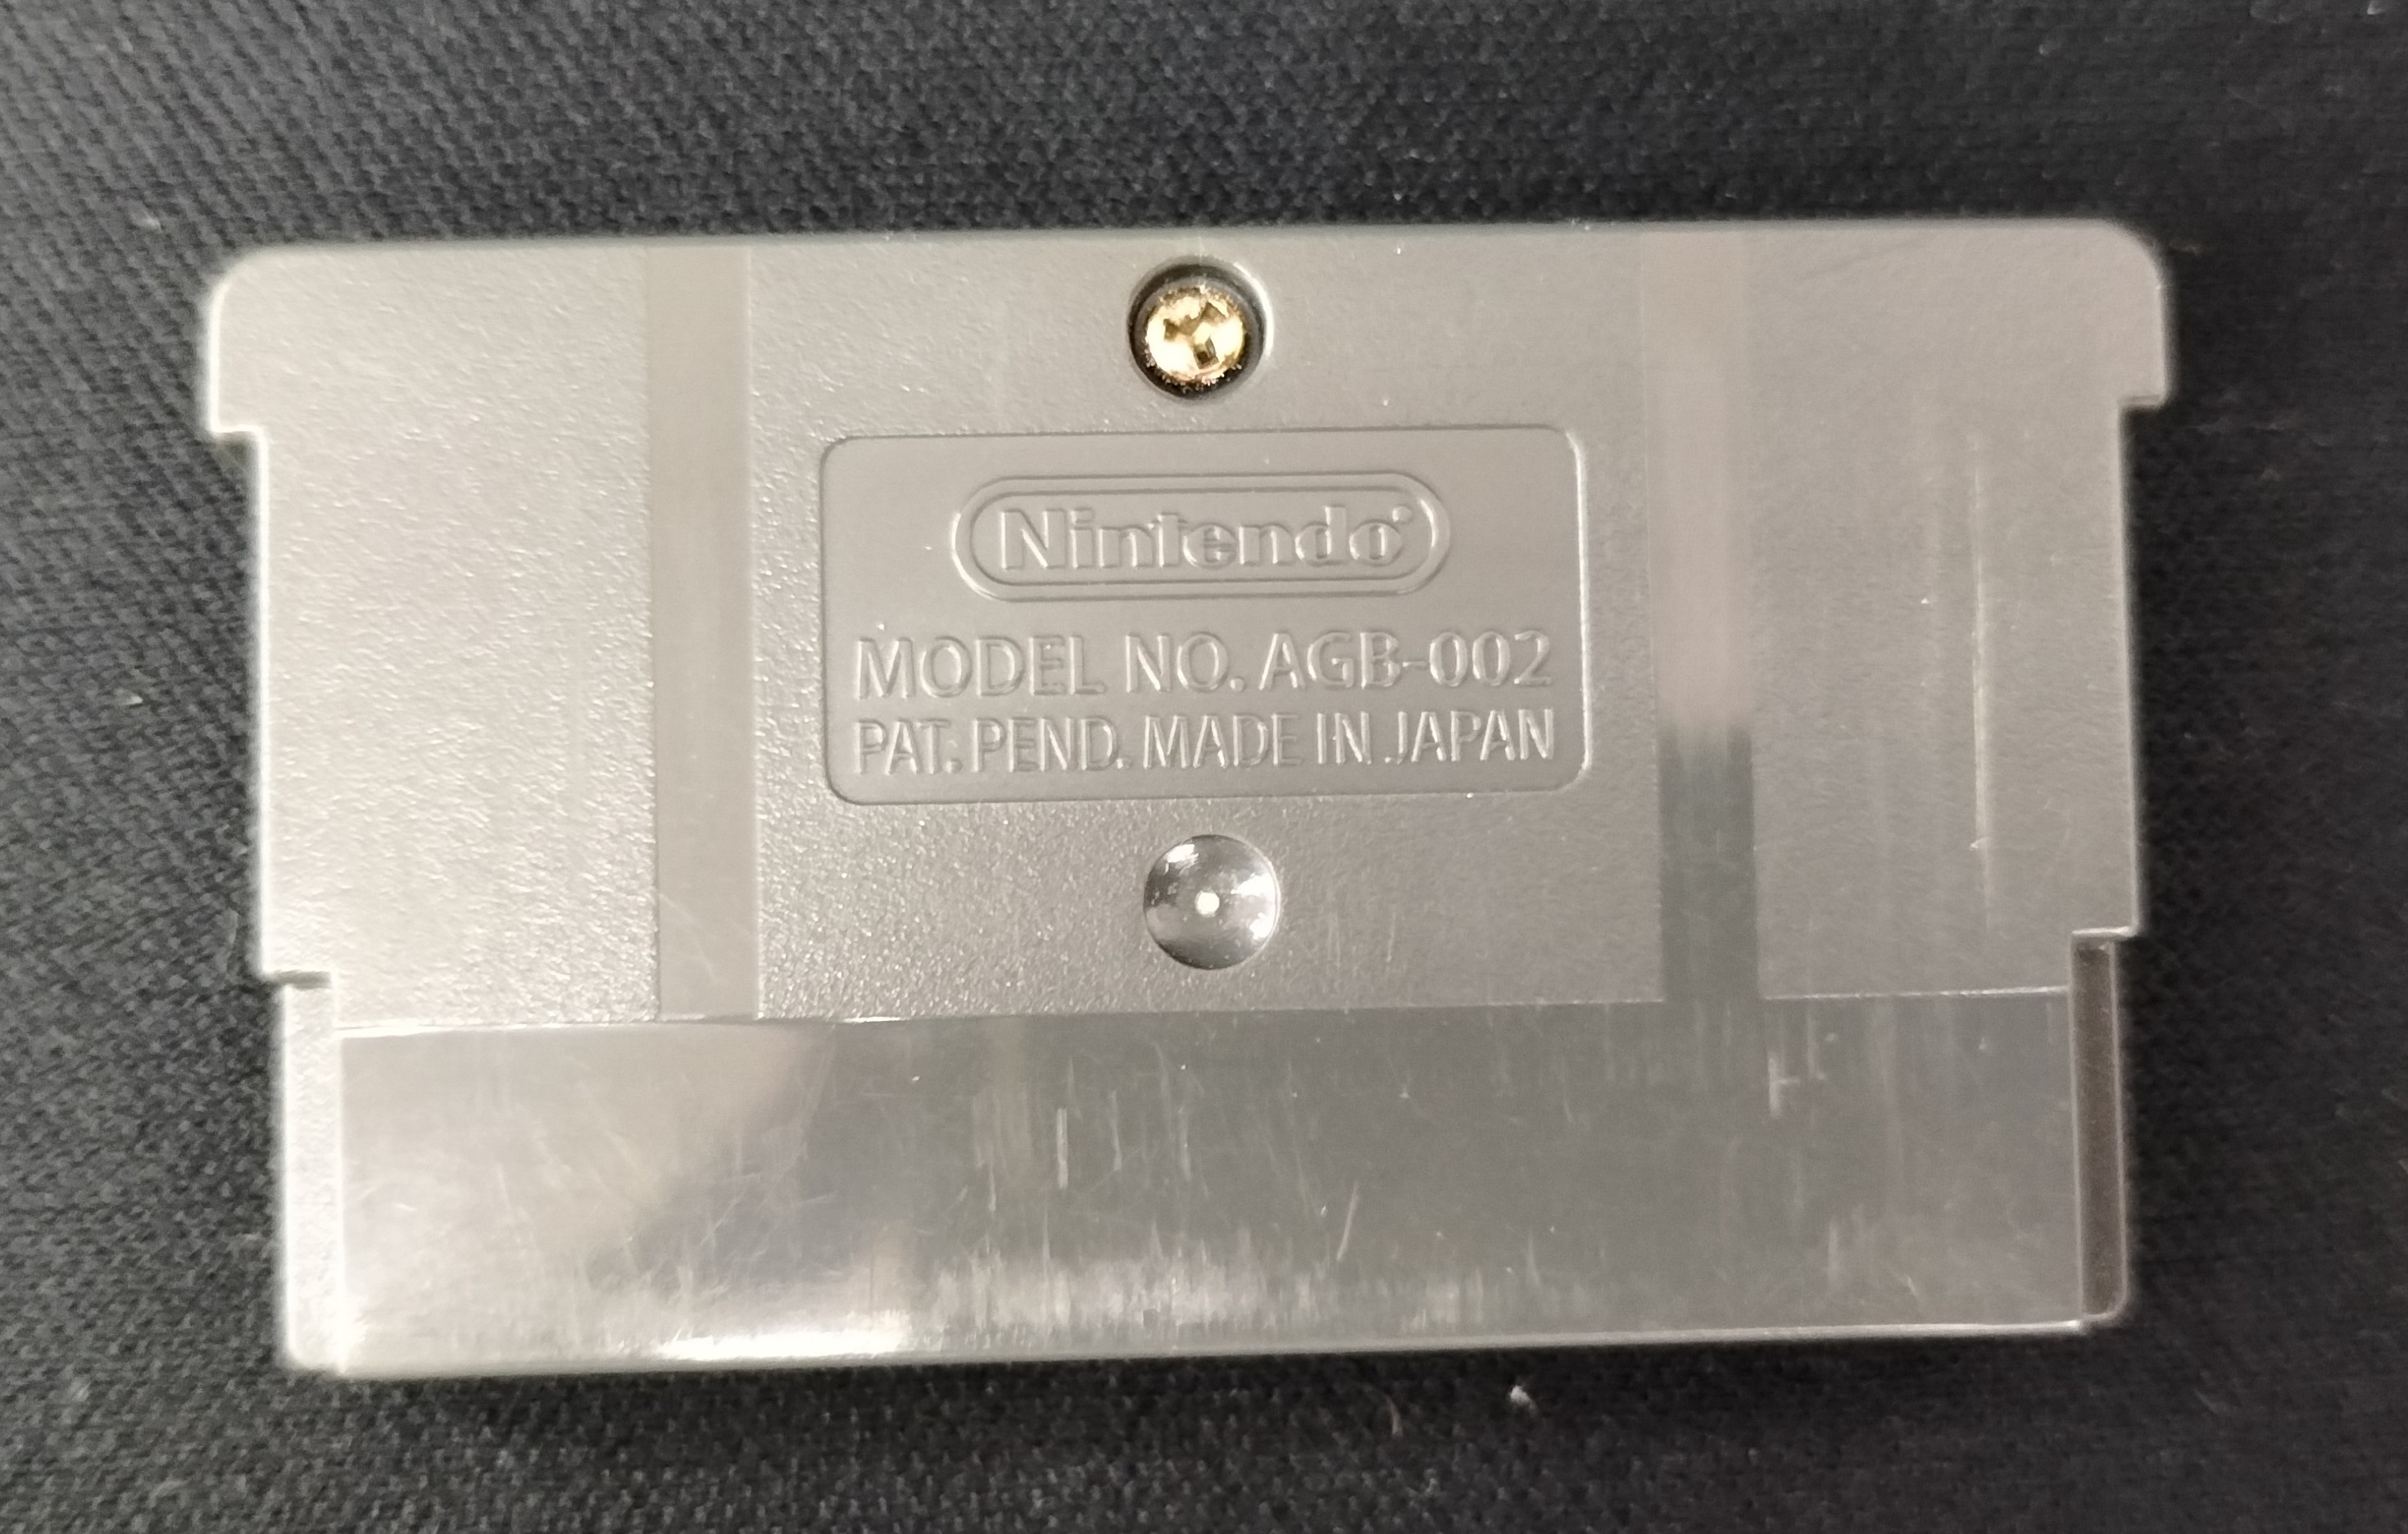 Nintendo
MODEL NO. AGB-002
PAT. PEND. MADE IN JAPAN